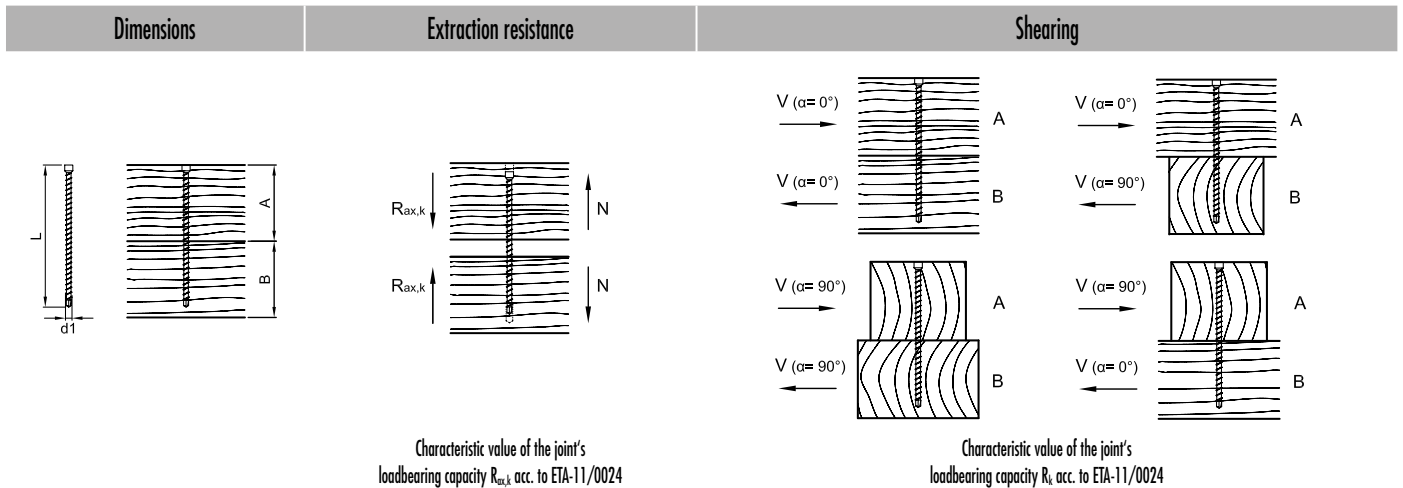 Dimensions
Extraction resistance
Shearing
L
d1
A
B
Rax,k
Rax,k
N
N
V (α= 0°)
V (α= 0°)
A
B
V (α= 0°)
V (α= 90°)
A
B
V (α= 90°)
V (α= 90°)
A
B
V (α= 90°)
V (α= 0°)
A
B
Characteristic value of the joint‘s
loadbearing capacity Rax,k acc. to ETA-11/0024
Characteristic value of the joint‘s
loadbearing capacity Rk acc. to ETA-11/0024